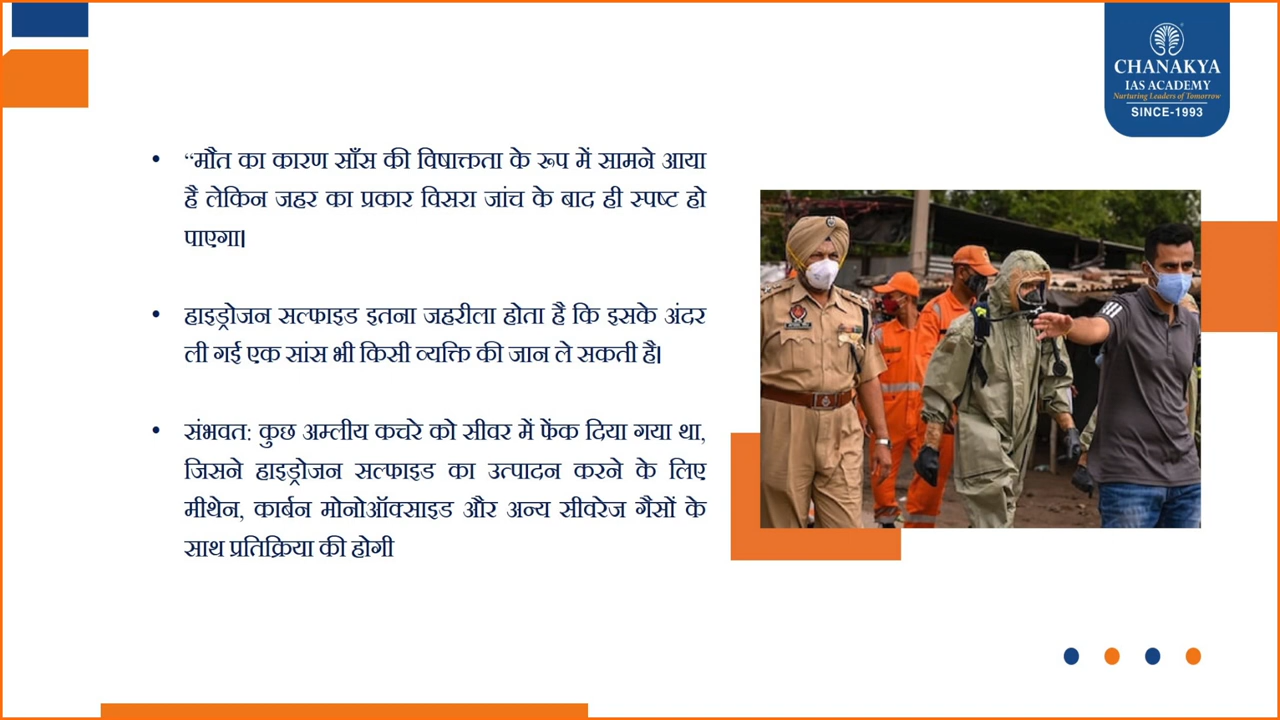 CHANAKYA
IAS ACADEMY
Nurturing Leaders of Tomorrow
SINCE-1993
• “मौत का कारण साँस की विषाक्तता के रूप में सामने आया
है लेकिन जहर का प्रकार विसरा जांच के बाद ही स्पष्ट हो
पाएगा।
• हाइड्रोजन सल्फाइड इतना जहरीला होता है कि इसके अंदर
ली गई एक सांस भी किसी व्यक्ति की जान ले सकती है।
• संभवत: कुछ अम्लीय कचरे को सीवर में फेंक दिया गया था,
जिसने हाइड्रोजन सल्फाइड का उत्पादन करने के लिए
मीथेन, कार्बन मोनोऑक्साइड और अन्य सीवरेज गैसों के
साथ प्रतिक्रिया की होगी